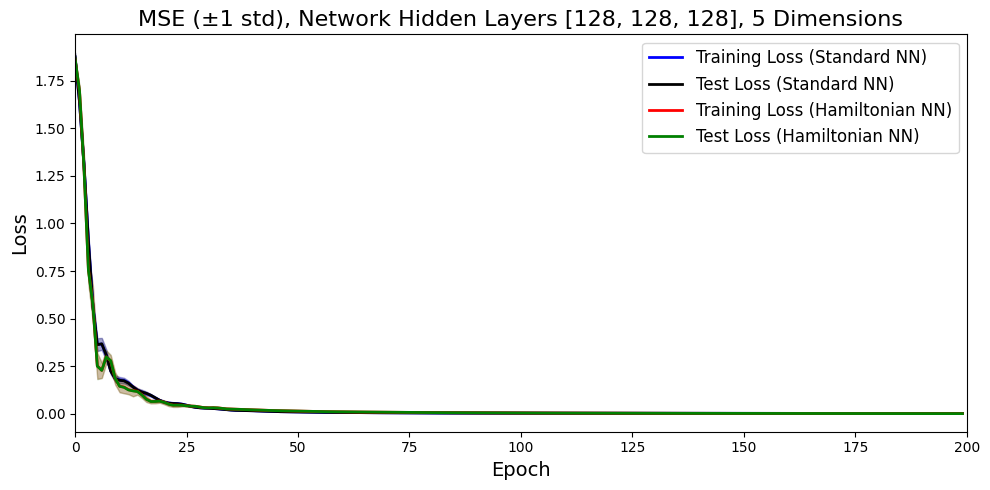 MSE (±1 std), Network Hidden Layers [128, 128, 128], 5 Dimensions
Training Loss (Standard NN)
Test Loss (Standard NN)
Training Loss (Hamiltonian NN)
Test Loss (Hamiltonian NN)
Loss
1.75
1.50
1.25
1.00
0.75
0.50
0.25
0.00
0 25 50 75 100 125 150 175 200
Epoch